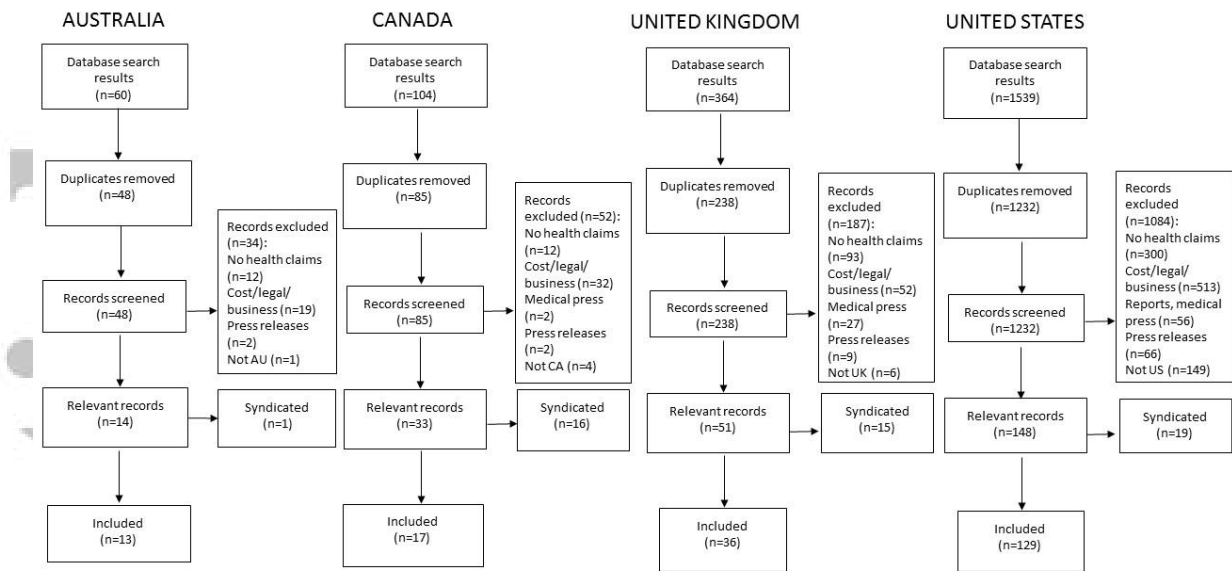 AUSTRALIA
Database search
results
(n=60)
Duplicates removed
(n=48)
Records screened
(n=48)
Records excluded
(n=34):
No health claims
(n=12)
Cost/legal/
business (n=19)
Press releases
(n=2)
Not AU (n=1)
Relevant records
(n=14)
Syndicated
(n=1)
Included
(n=13)
CANADA
Database search
results
(n=104)
Duplicates removed
(n=85)
Records screened
(n=85)
Records
excluded (n=52):
No health claims
(n=12)
Cost/legal/
business (n=32)
Medical press
(n=2)
Press releases
(n=2)
Not CA (n=4)
Relevant records
(n=33)
Syndicated
(n=16)
Included
(n=17)
UNITED KINGDOM
Database search
results
(n=364)
Duplicates removed
(n=238)
Records screened
(n=238)
Records
excluded
(n=187):
No health claims
(n=93)
Cost/legal/
business (n=52)
Medical press
(n=27)
Press releases
(n=9)
Not UK (n=6)
Relevant records
(n=51)
Syndicated
(n=15)
Included
(n=36)
UNITED STATES
Database search
results
(n=1539)
Duplicates removed
(n=1232)
Records screened
(n=1232)
Records
excluded
(n=1084):
No health claims
(n=300)
Cost/legal/
business (n=513)
Reports, medical
press (n=56)
Press releases
(n=66)
Not US (n=149)
Relevant records
(n=148)
Syndicated
(n=19)
Included
(n=129)